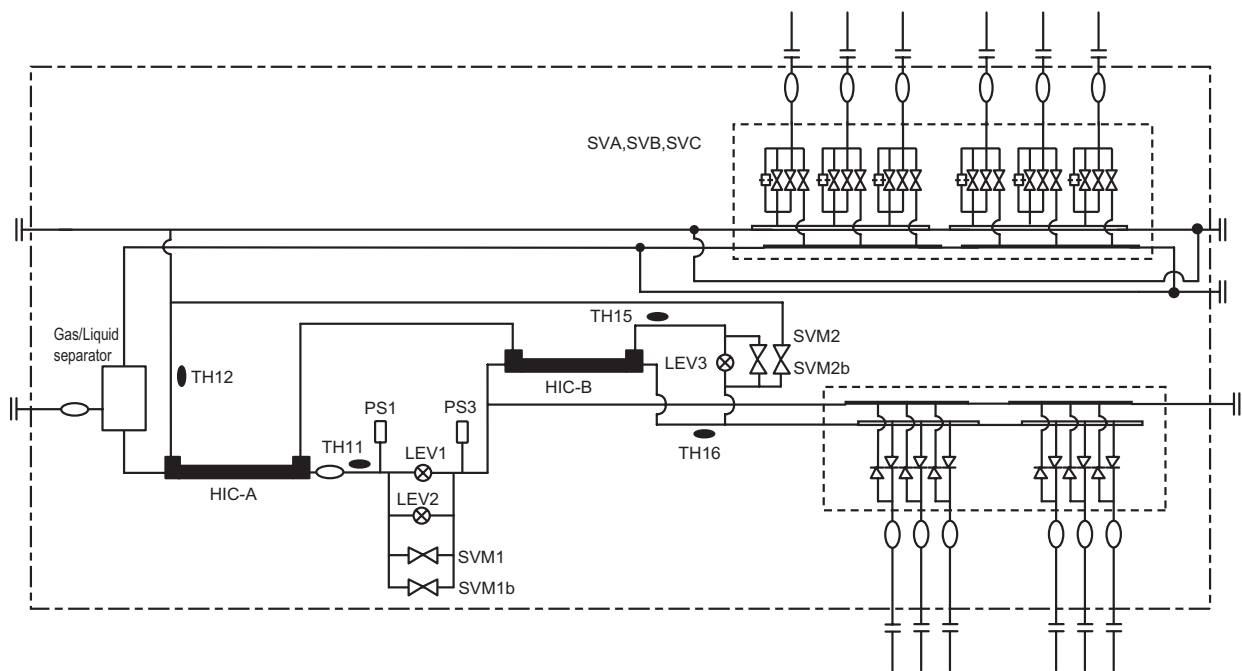 SVA,SVB,SVC
Gas/Liquid
separator
TH12
TH15
SVM2
LEV3
SVM2b
HIC-B
PS1
PS3
TH11
LEV1
TH16
HIC-A
LEV2
SVM1
SVM1b